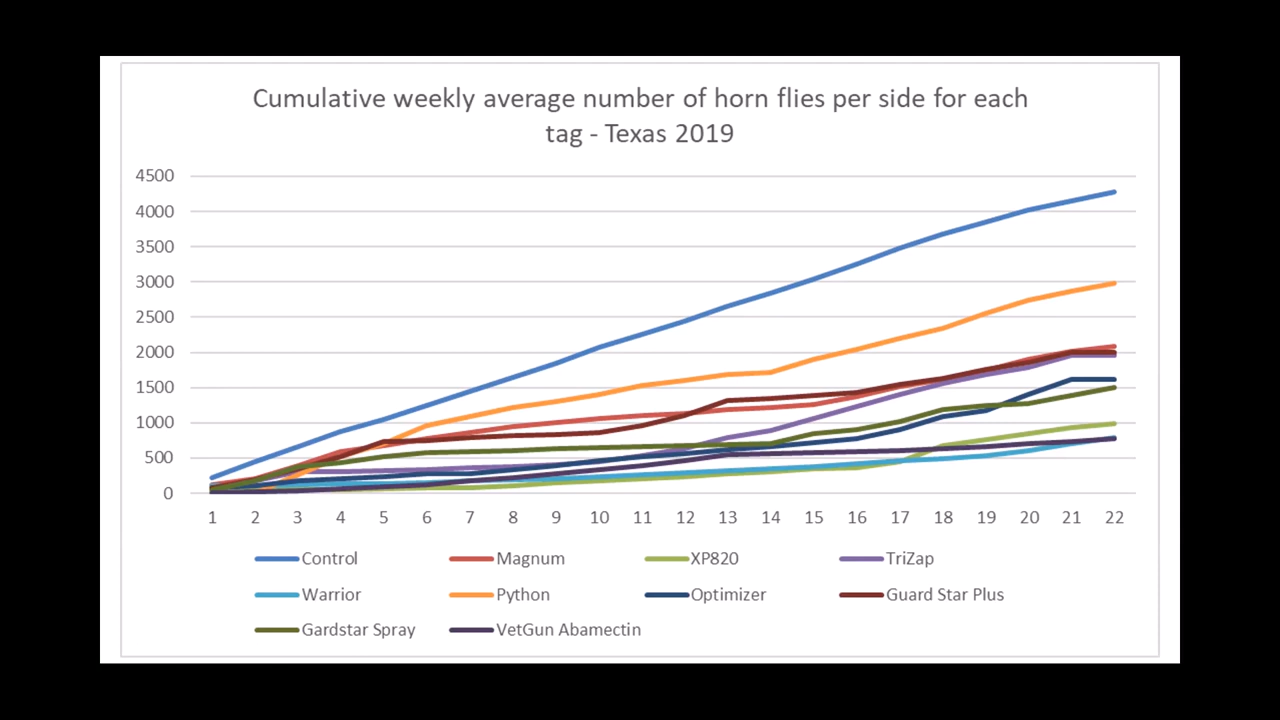 Cumulative weekly average number of horn flies per side for each
tag - Texas 2019
4500
4000
3500
3000
2500
2000
1500
1000
500
0
1 2 3 4 5 6 7 8 9 10 11 12 13 14 15 16 17 18 19 20 21 22
Control Magnum XP820 TriZap
Warrior Python Optimizer Guard Star Plus
Gardstar Spray VetGun Abamectin